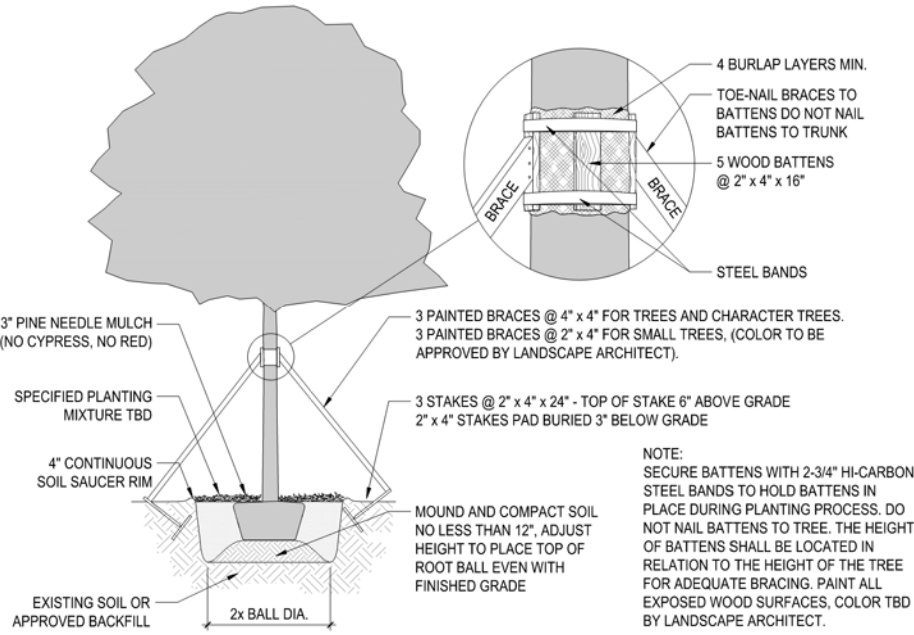 4 BURLAP LAYERS MIN.
TOE-NAIL BRACES TO
BATTENS DO NOT NAIL
BATTENS TO TRUNK
5 WOOD BATTENS
@ 2" x 4" x 16"
BRACE
BRACE
STEEL BANDS
3" PINE NEEDLE MULCH
(NO CYPRESS, NO RED)
3 PAINTED BRACES @ 4" x 4" FOR TREES AND CHARACTER TREES.
3 PAINTED BRACES @ 2" x 4" FOR SMALL TREES, (COLOR TO BE
APPROVED BY LANDSCAPE ARCHITECT).
SPECIFIED PLANTING
MIXTURE TBD
3 STAKES @ 2" x 4" x 24" - TOP OF STAKE 6" ABOVE GRADE
2" x 4" STAKES PAD BURIED 3" BELOW GRADE
4" CONTINUOUS
SOIL SAUCER RIM
MOUND AND COMPACT SOIL
NO LESS THAN 12", ADJUST
HEIGHT TO PLACE TOP OF
ROOT BALL EVEN WITH
FINISHED GRADE
NOTE:
SECURE BATTENS WITH 2-3/4" HI-CARBON
STEEL BANDS TO HOLD BATTENS IN
PLACE DURING PLANTING PROCESS. DO
NOT NAIL BATTENS TO TREE. THE HEIGHT
OF BATTENS SHALL BE LOCATED IN
RELATION TO THE HEIGHT OF THE TREE
FOR ADEQUATE BRACING. PAINT ALL
EXPOSED WOOD SURFACES, COLOR TBD
BY LANDSCAPE ARCHITECT.
EXISTING SOIL OR
APPROVED BACKFILL
2x BALL DIA.